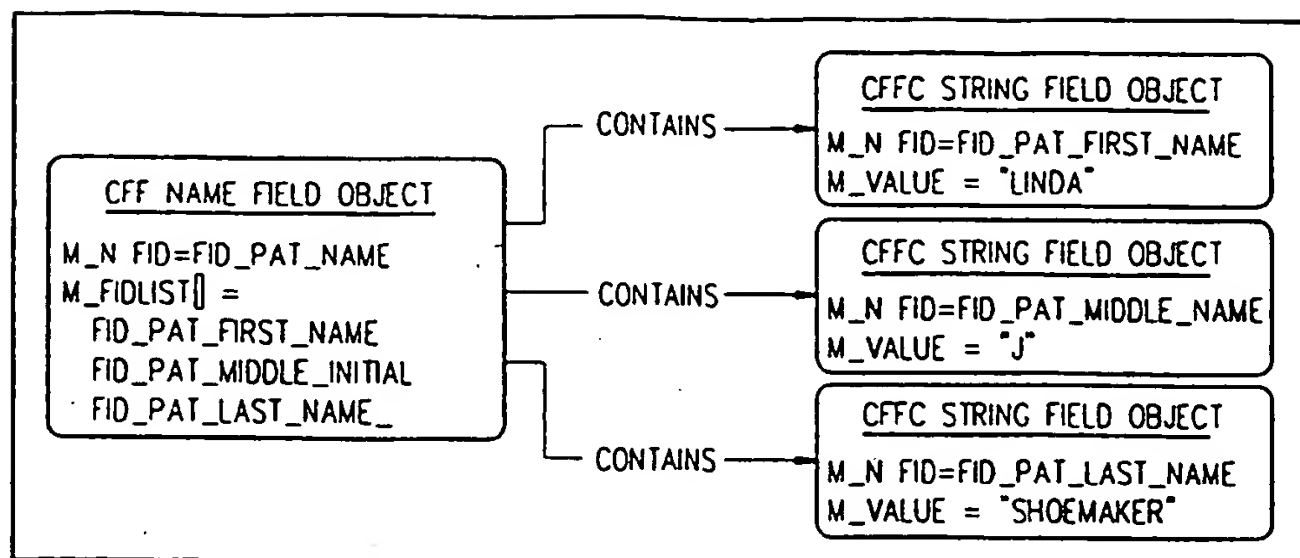 CFF NAME FIELD OBJECT
M_N FID=FID_PAT_NAME
M_FIDLIST[] =
FID_PAT_FIRST_NAME
FID_PAT_MIDDLE_INITIAL
FID_PAT_LAST_NAME_
CONTAINS
CONTAINS
CONTAINS
CFFC STRING FIELD OBJECT
M_N FID=FID_PAT_FIRST_NAME
M_VALUE = "LINDA"
CFFC STRING FIELD OBJECT
M_N FID=FID_PAT_MIDDLE_NAME
M_VALUE = "J"
CFFC STRING FIELD OBJECT
M_N FID=FID_PAT_LAST_NAME
M_VALUE = "SHOEMAKER"